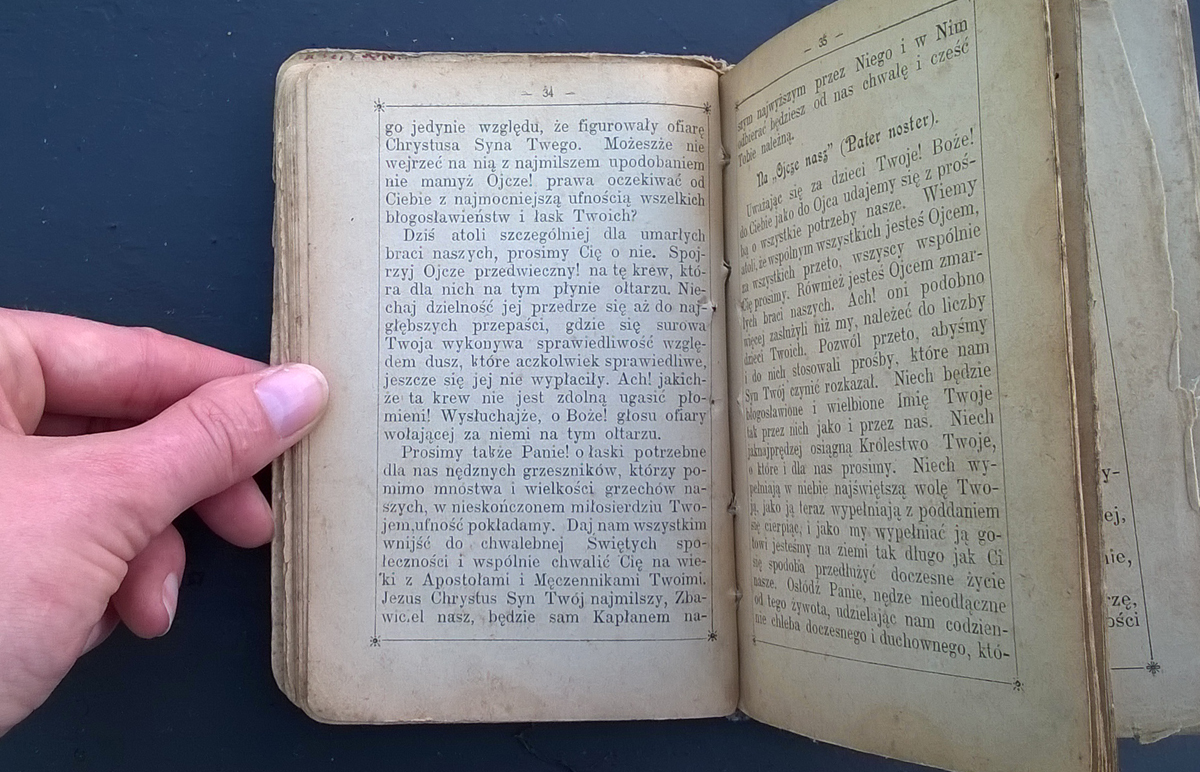 — 34 —
go jedynie względu, że figurowały ofiarę
Chrystusa Syna Twego. Możeszże nie
wejrzeć na nią z najmilszem upodobaniem
nie mamyż Ojcze! prawa oczekiwać od
Ciebie z najmocniejszą ufnością wszelkich
błogosławieństw i łask Twoich?
Dziś atoli szczególniej dla umarłych
braci naszych, prosimy Cię o nie. Spoj-
rzyj Ojcze przedwieczny! na tę krew, któ-
ra dla nich na tym płynie ołtarzu. Nie-
chaj dzielność jej przedrze się aż do naj-
głębszych przepaści, gdzie się surowa
Twoja wykonywa sprawiedliwość wzglę-
dem dusz, które aczkolwiek sprawiedliwe,
jeszcze się jej nie wypłaciły. Ach! jakich-
że ta krew nie jest zdolną ugasić pło-
mieni! Wysłuchajże, o Boże! głosu ofiary
wołającej za niemi na tym ołtarzu.
Prosimy także Panie! o łaski potrzebne
dla nas nędznych grzeszników, którzy po-
mimo mnóstwa i wielkości grzechów na-
szych, w nieskończonem miłosierdziu Two-
jem,ufność pokładamy. Daj nam wszystkim
wnijść do chwalebnej Świętych spo-
łeczności i wspólnie chwalić Cię na wie-
ki z Apostołami i Męczennikami Twoimi.
Jezus Chrystus Syn Twój najmilszy, Zba-
wic.el nasz, będzie sam Kapłanem na-
— 35 —
szym najwyższym przez Niego i w Nim
odbierać będziesz od nas chwałę i cześć
Tobie należną.
Na „Ojcze nasz” (Pater noster).
Uważając się za dzieci Twoje! Boże!
do Ciebie jako do Ojca udajemy się z proś-
bą o wszystkie potrzeby nasze. Wiemy
atoli, że wspólnym wszystkich jesteś Ojcem,
za wszystkich przeto, wszyscy wspólnie
Cię prosimy. Również jesteś Ojcem zmar-
łych braci naszych. Ach! oni podobno
więcej zasłużyli niż my, należeć do liczby
dzieci Twoich. Pozwól przeto, abyśmy
i do nich stosowali prośby, które nam
Syn Twój czynić rozkazał. Niech będzie
błogosławione i wielbione Imię Twoje
tak przez nich jako i przez nas. Niech
jaknajprędzej osiągną Królestwo Twoje,
o które i dla nas prosimy. Niech wy-
pełniają w niebie najświętszą wolę Two-
ją, jako ją teraz wypełniają z poddaniem
się cierpiąc, i jako my wypełniać ją go-
towi jesteśmy na ziemi tak długo jak Ci
się spodoba przedłużyć doczesne życie
nasze. Osłódź Panie, nędze nieodłączne
od tego żywota, udzielając nam codzien-
nie chleba doczesnego i duchownego, któ-
y-
ej,
nie,
rzę,
ości